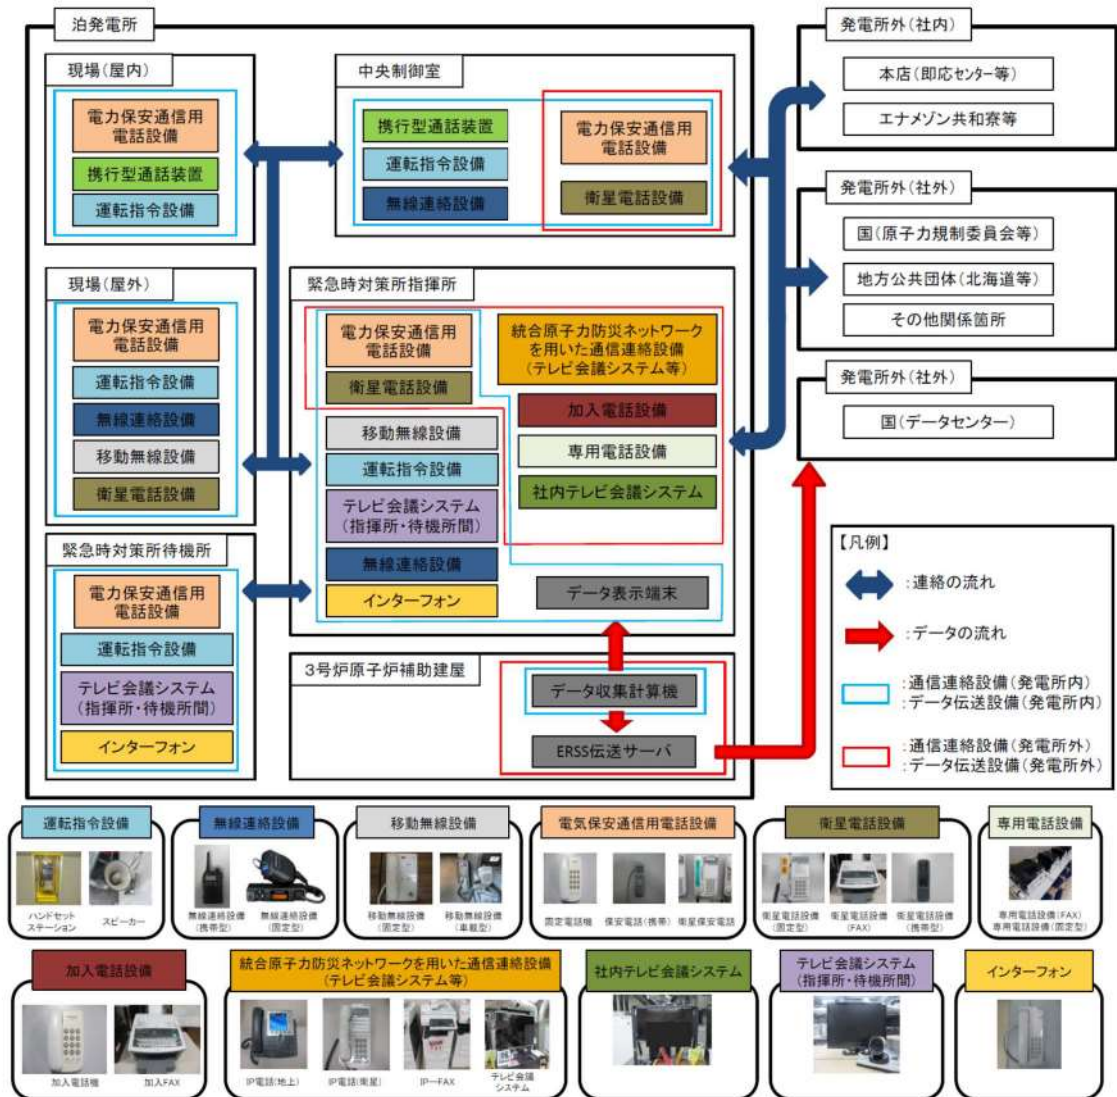 泊発電所
現場(屋内)
電力保安通信用
電話設備
携行型通話装置
運転指令設備
中央制御室
携行型通話装置
運転指令設備
無線連絡設備
電力保安通信用
電話設備
衛星電話設備
発電所外(社内)
本店(即応センター等)
エナメゾン共和寮等
発電所外(社外)
国(原子力規制委員会等)
地方公共団体(北海道等)
その他関係箇所
発電所外(社外)
国(データセンター)
現場(屋外)
電力保安通信用
電話設備
運転指令設備
無線連絡設備
移動無線設備
衛星電話設備
緊急時対策所指揮所
電力保安通信用
電話設備
衛星電話設備
移動無線設備
運転指令設備
テレビ会議システム
(指揮所・待機所間)
無線連絡設備
インターフォン
統合原子力防災ネットワーク
を用いた通信連絡設備
(テレビ会議システム等)
加入電話設備
専用電話設備
社内テレビ会議システム
データ表示端末
緊急時対策所待機所
電力保安通信用
電話設備
運転指令設備
テレビ会議システム
(指揮所・待機所間)
インターフォン
3号炉原子炉補助建屋
データ収集計算機
ERSS伝送サーバ
【凡例】
:連絡の流れ
:データの流れ
:通信連絡設備(発電所内)
:データ伝送設備(発電所内)
:通信連絡設備(発電所外)
:データ伝送設備(発電所外)
運転指令設備
ハンドセット
ステーション
スピーカー
無線連絡設備
無線連絡設備
(携帯型)
無線連絡設備
(固定型)
移動無線設備
移動無線設備
(固定型)
移動無線設備
(車載型)
電気保安通信用電話設備
固定電話機
保安電話(携帯)
衛星保安電話
衛星電話設備
衛星電話設備
(固定型)
衛星電話設備
(FAX)
衛星電話設備
(携帯型)
専用電話設備
専用電話設備(FAX)
専用電話設備(固定型)
加入電話設備
加入電話機
加入FAX
統合原子力防災ネットワークを用いた通信連絡設備
(テレビ会議システム等)
IP電話(地上)
IP電話(衛星)
IP－FAX
テレビ会議
システム
社内テレビ会議システム
テレビ会議システム
(指揮所・待機所間)
インターフォン